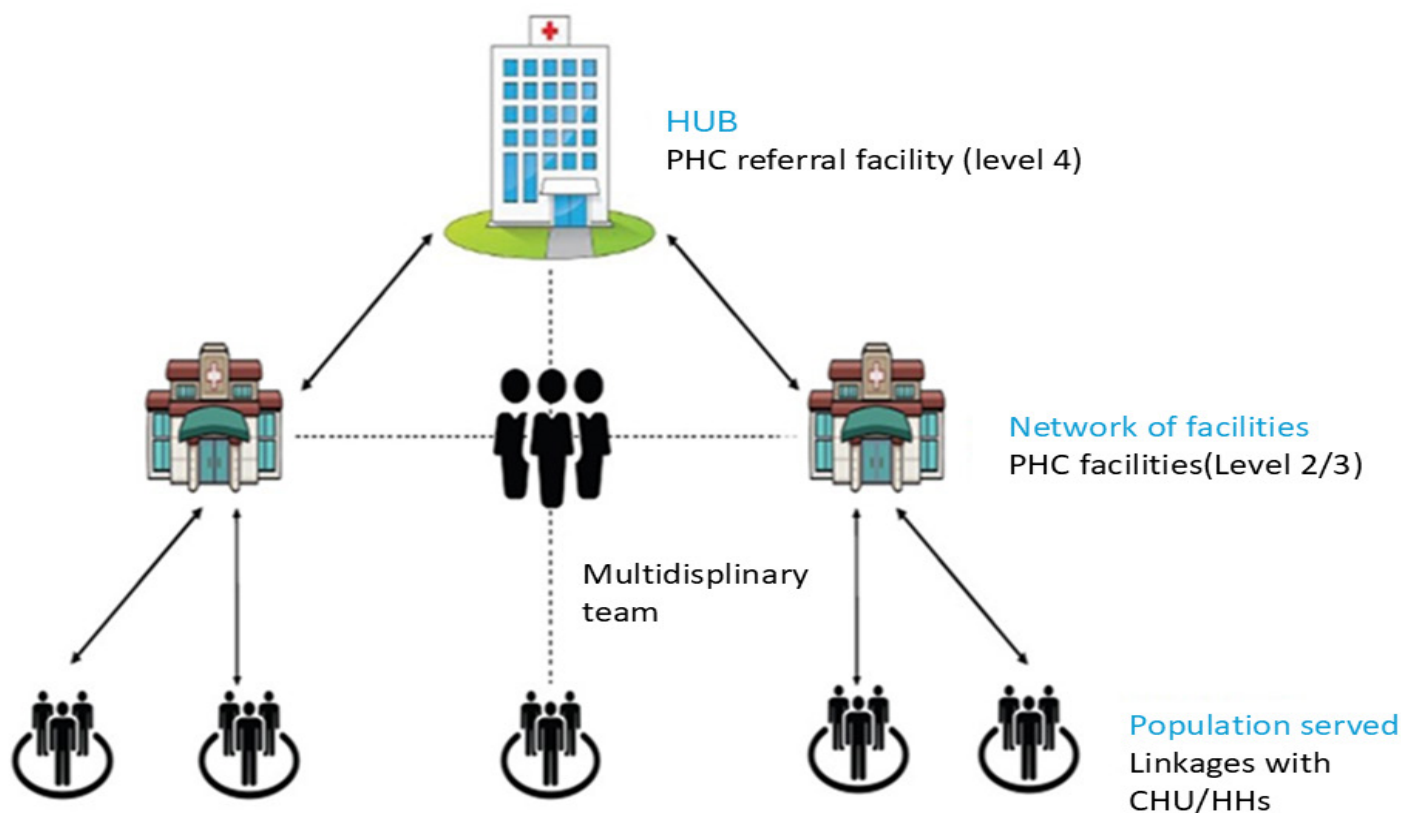 HUB
PHC referral facility (level 4)
Network of facilities
PHC facilities(Level 2/3)
Multidisplinary
team
Population served
Linkages with
CHU/HHs